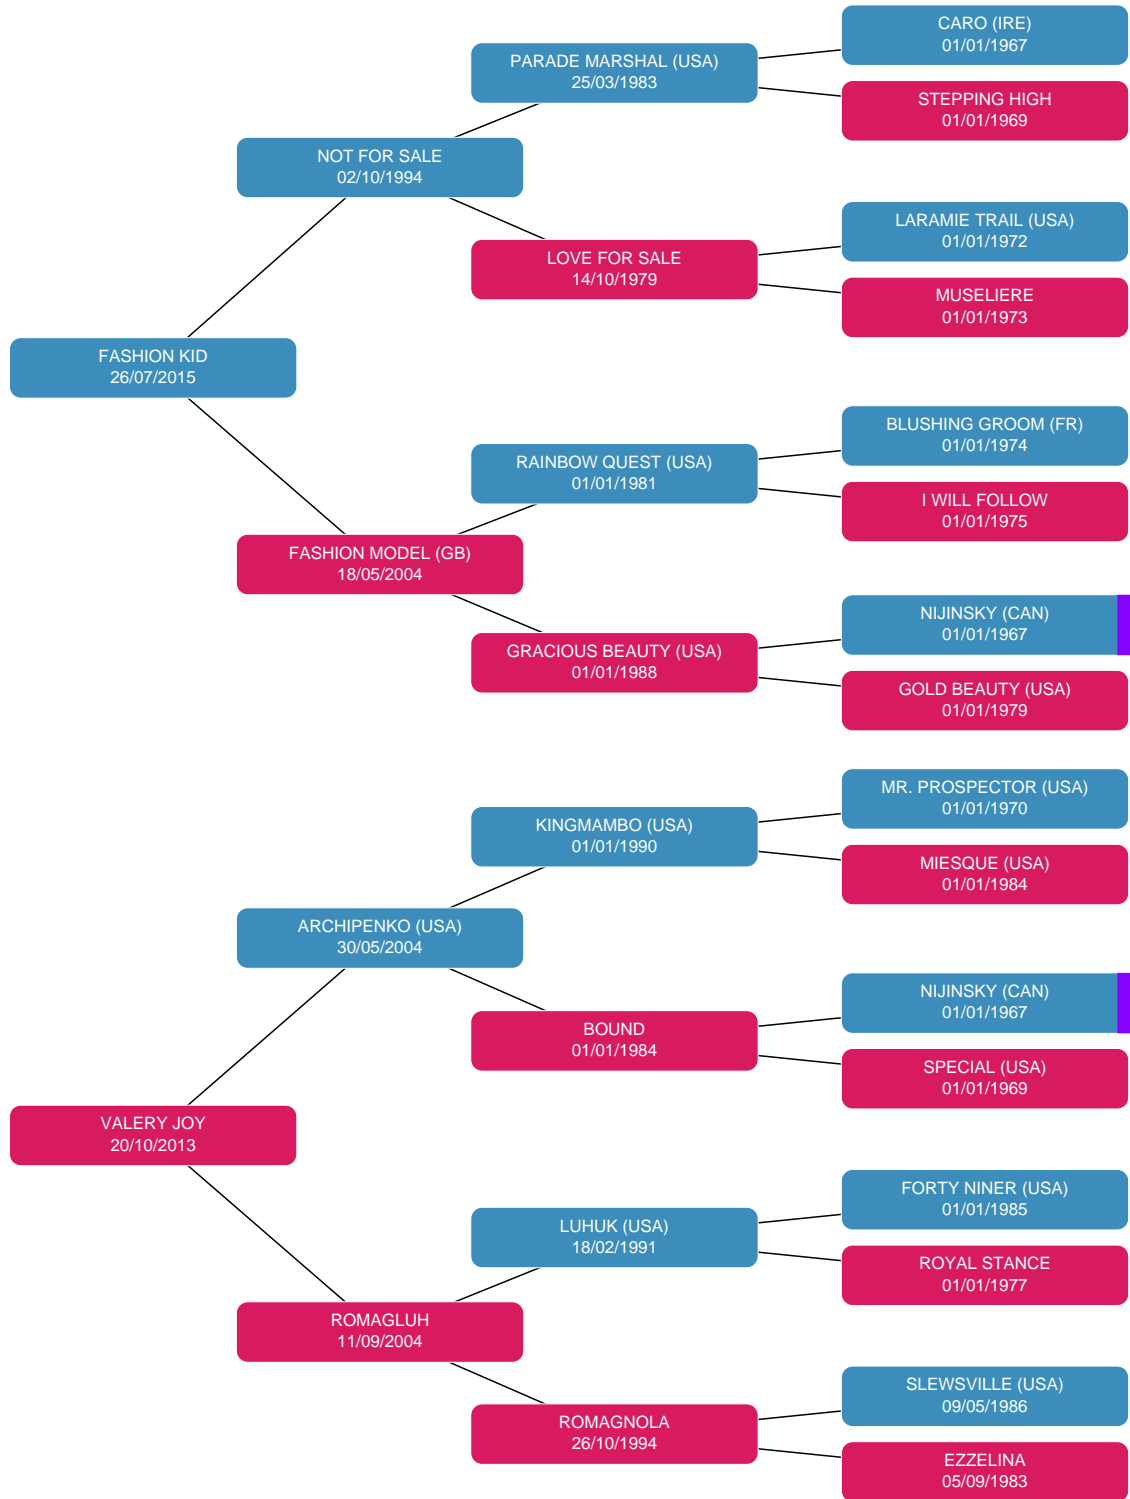 CARO (IRE)
01/01/1967
PARADE MARSHAL (USA)
25/03/1983
STEPPING HIGH
01/01/1969
NOT FOR SALE
02/10/1994
LARAMIE TRAIL (USA)
01/01/1972
LOVE FOR SALE
14/10/1979
MUSELIERE
01/01/1973
FASHION KID
26/07/2015
BLUSHING GROOM (FR)
01/01/1974
RAINBOW QUEST (USA)
01/01/1981
I WILL FOLLOW
01/01/1975
FASHION MODEL (GB)
18/05/2004
NIJINSKY (CAN)
01/01/1967
GRACIOUS BEAUTY (USA)
01/01/1988
GOLD BEAUTY (USA)
01/01/1979
MR. PROSPECTOR (USA)
01/01/1970
KINGMAMBO (USA)
01/01/1990
MIESQUE (USA)
01/01/1984
ARCHIPENKO (USA)
30/05/2004
NIJINSKY (CAN)
01/01/1967
BOUND
01/01/1984
SPECIAL (USA)
01/01/1969
VALERY JOY
20/10/2013
FORTY NINER (USA)
01/01/1985
LUHUK (USA)
18/02/1991
ROYAL STANCE
01/01/1977
ROMAGLUH
11/09/2004
SLEWSVILLE (USA)
09/05/1986
ROMAGNOLA
26/10/1994
EZZELINA
05/09/1983